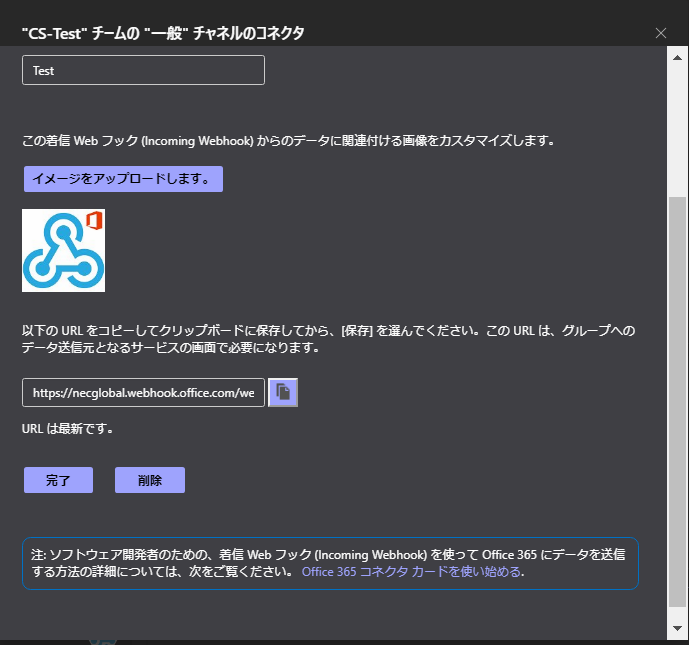 "CS-Test" チームの "一般" チャネルのコネクタ
Test
この着信 Web フック (Incoming Webhook) からのデータに関連付ける画像をカスタマイズします。
イメージをアップロードします。
以下の URL をコピーしてクリップボードに保存してから、[保存] を選んでください。この URL は、グループへの
データ送信元となるサービスの画面で必要になります。
https://necglobal.webhook.office.com/we
URL は最新です。
完了 削除
注: ソフトウェア開発者のための、着信 Web フック (Incoming Webhook) を使って Office 365 にデータを送信
する方法の詳細については、次をご覧ください。 Office 365 コネクタ カードを使い始める.